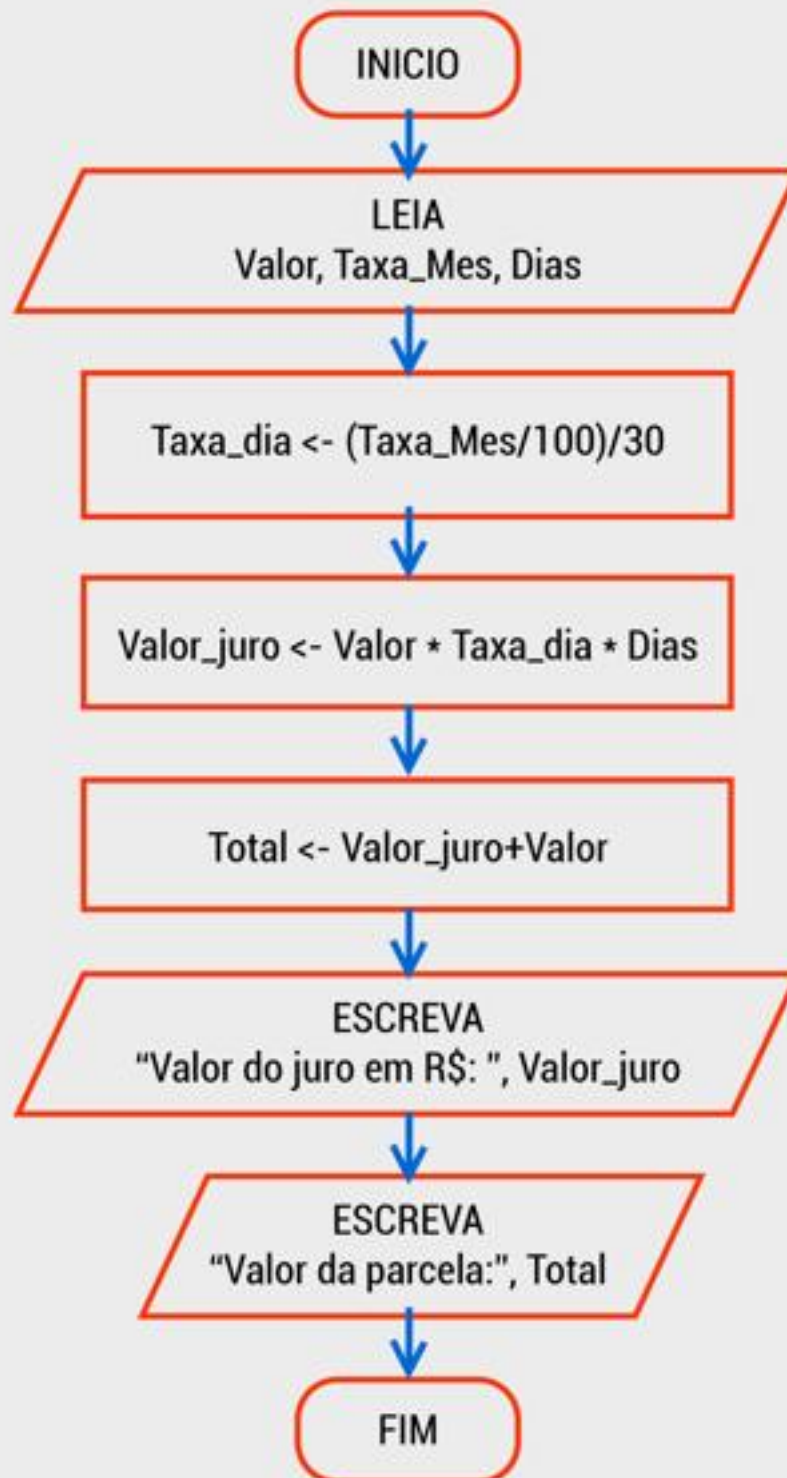 INICIO
LEIA
Valor, Taxa_Mes, Dias
Taxa_dia <- (Taxa_Mes/100)/30
Valor_juro <- Valor * Taxa_dia * Dias
Total <- Valor_juro+Valor
ESCREVA
“Valor do juro em R$: ”, Valor_juro
ESCREVA
“Valor da parcela:”, Total
FIM